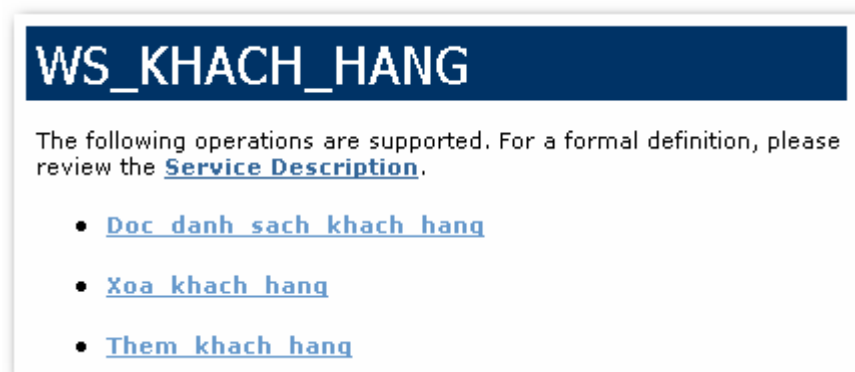 WS_KHACH_HANG
The following operations are supported. For a formal definition, please
review the Service Description.
Doc_danh_sach_khach_hang
Xoa_khach_hang
Them_khach_hang